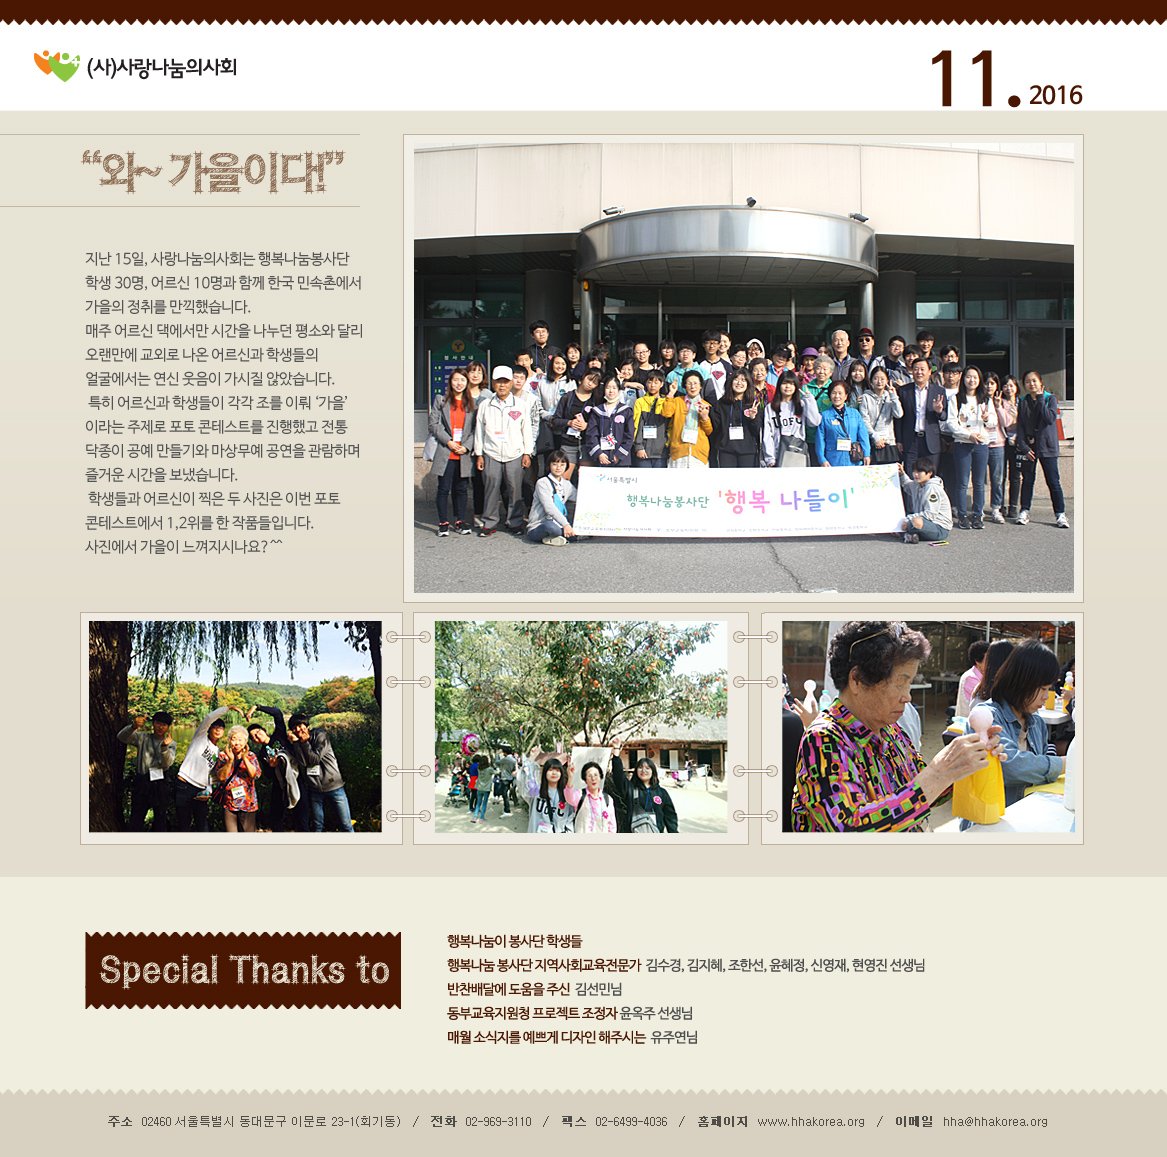 (사)사랑나눔의사회
11. 2016
“와~ 가을이다!”
지난 15일, 사랑나눔의사회는 행복나눔봉사단
학생 30명, 어르신 10명과 함께 한국 민속촌에서
가을의 정취를 만끽했습니다.
매주 어르신 댁에서만 시간을 나누던 평소와 달리
오랜만에 교외로 나온 어르신과 학생들의
얼굴에서는 연신 웃음이 가시질 않았습니다.
특히 어르신과 학생들이 각각 조를 이뤄 ‘가을’
이라는 주제로 포토 콘테스트를 진행했고 전통
닥종이 공예 만들기와 마상무예 공연을 관람하며
즐거운 시간을 보냈습니다.
학생들과 어르신이 찍은 두 사진은 이번 포토
콘테스트에서 1,2위를 한 작품들입니다.
사진에서 가을이 느껴지시나요? ^^
서울특별시
행복나눔봉사단 '행복 나들이'
Special Thanks to
행복나눔이 봉사단 학생들
행복나눔 봉사단 지역사회교육전문가 김수경, 김지혜, 조한선, 윤혜정, 신영재, 현영진 선생님
반찬배달에 도움을 주신 김선민님
동부교육지원청 프로젝트 조정자 윤옥주 선생님
매월 소식지를 예쁘게 디자인 해주시는 유주연님
주소 02460 서울특별시 동대문구 이문로 23-1(회기동) / 전화 02-969-3110 / 팩스 02-6499-4036 / 홈페이지 www.hhakorea.org / 이메일 hha@hhakorea.org